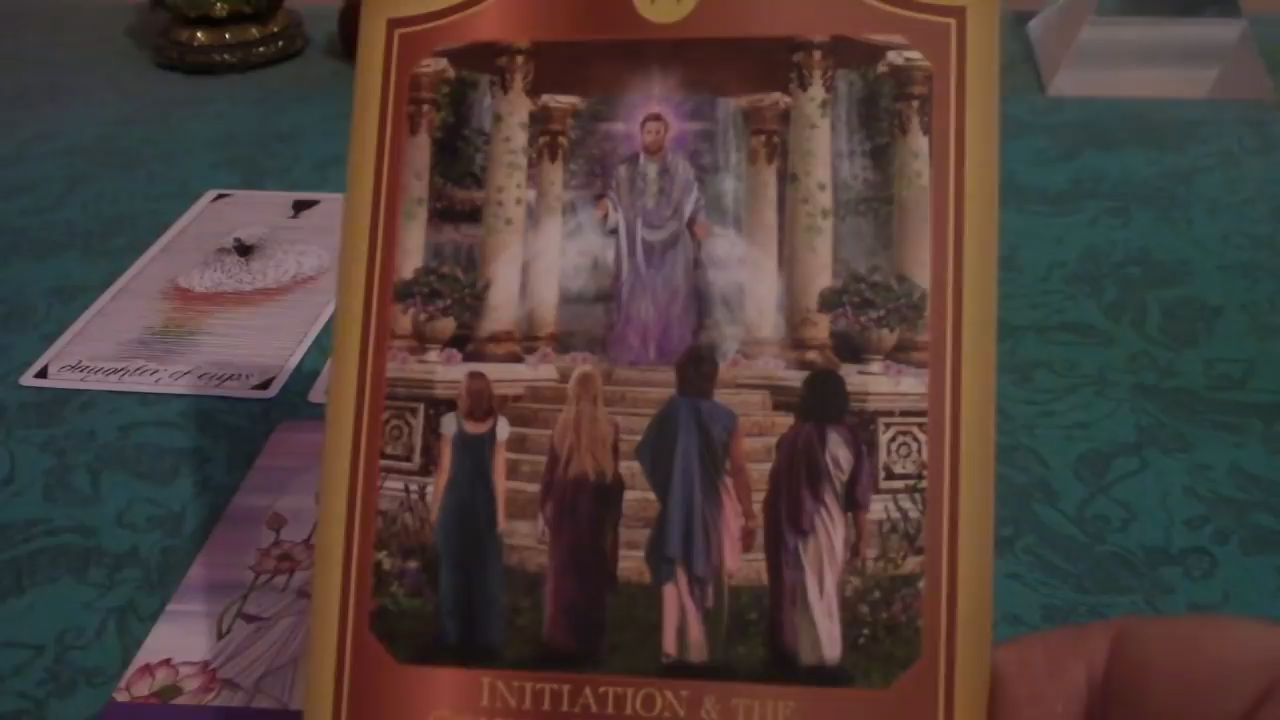 daughter of cups
INITIATION & THE